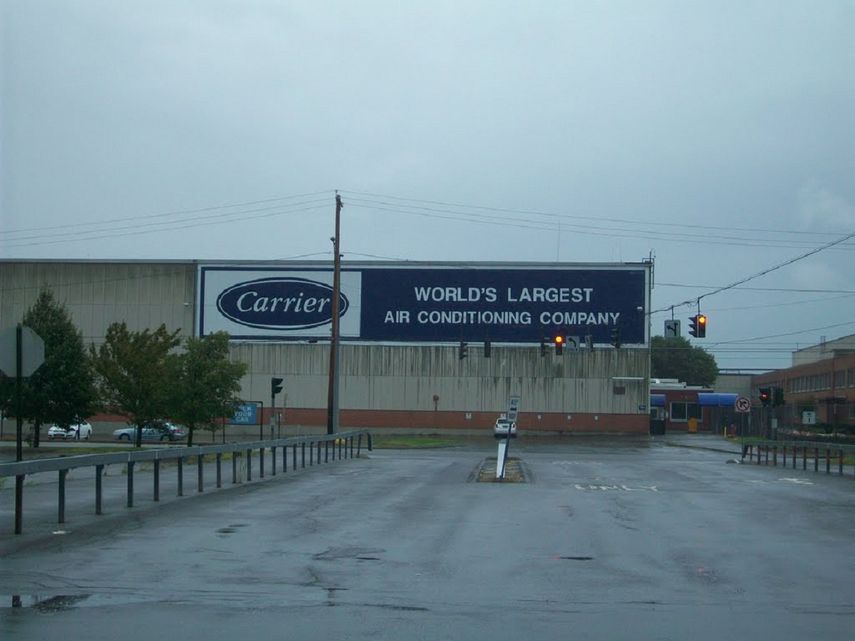 Carrier
WORLD'S LARGEST
AIR CONDITIONING COMPANY